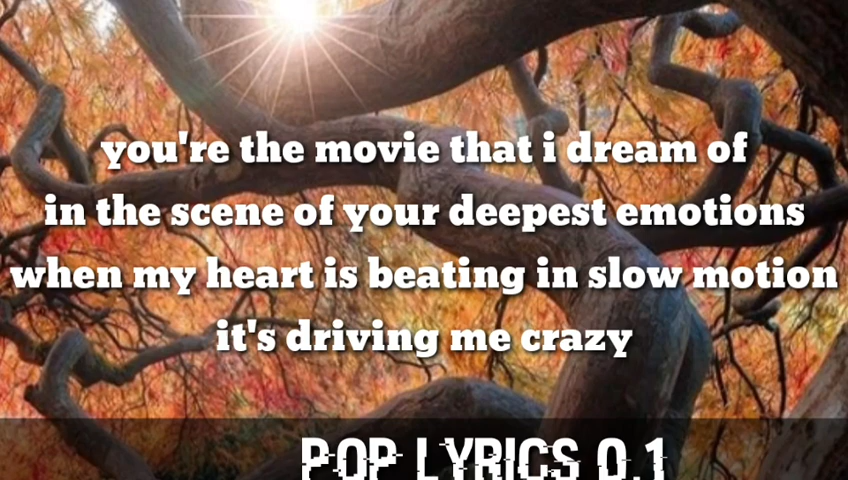 you're the movie that i dream of
in the scene of your deepest emotions
when my heart is beating in slow motion
it's driving me crazy
POP LYRICS 0.1